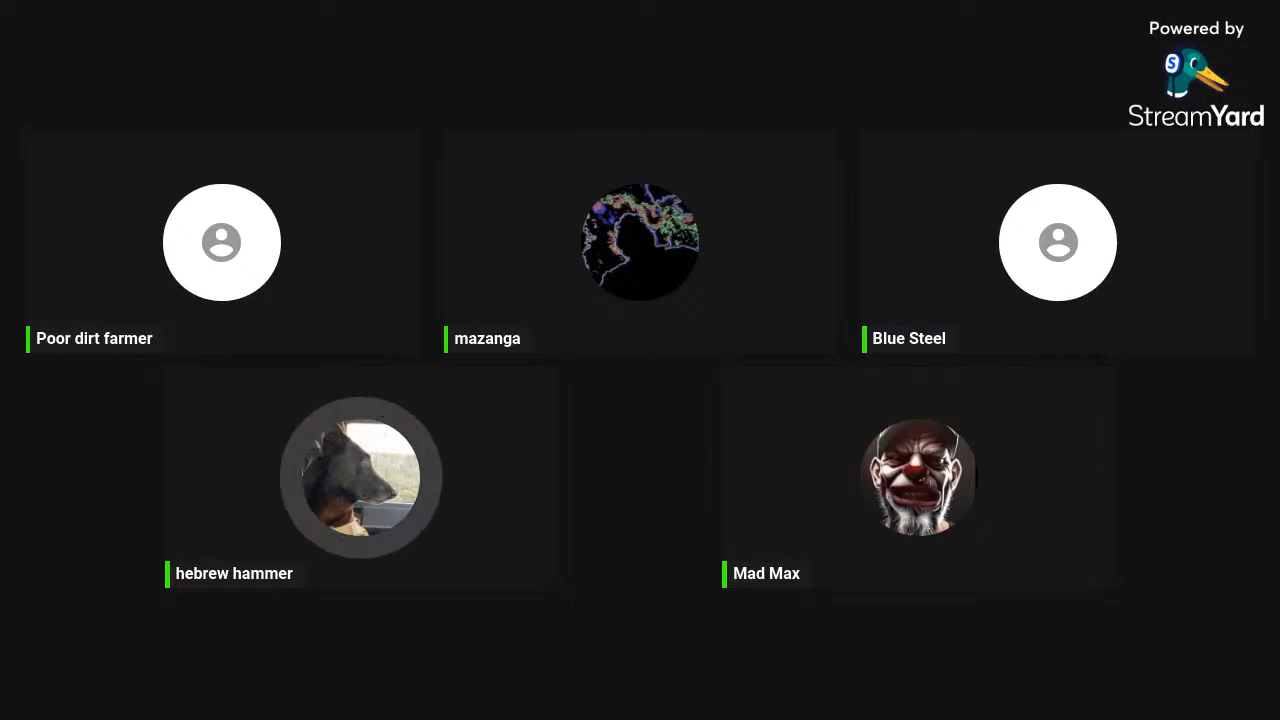 Powered by
S
StreamYard
Poor dirt farmer
mazanga
Blue Steel
hebrew hammer
Mad Max